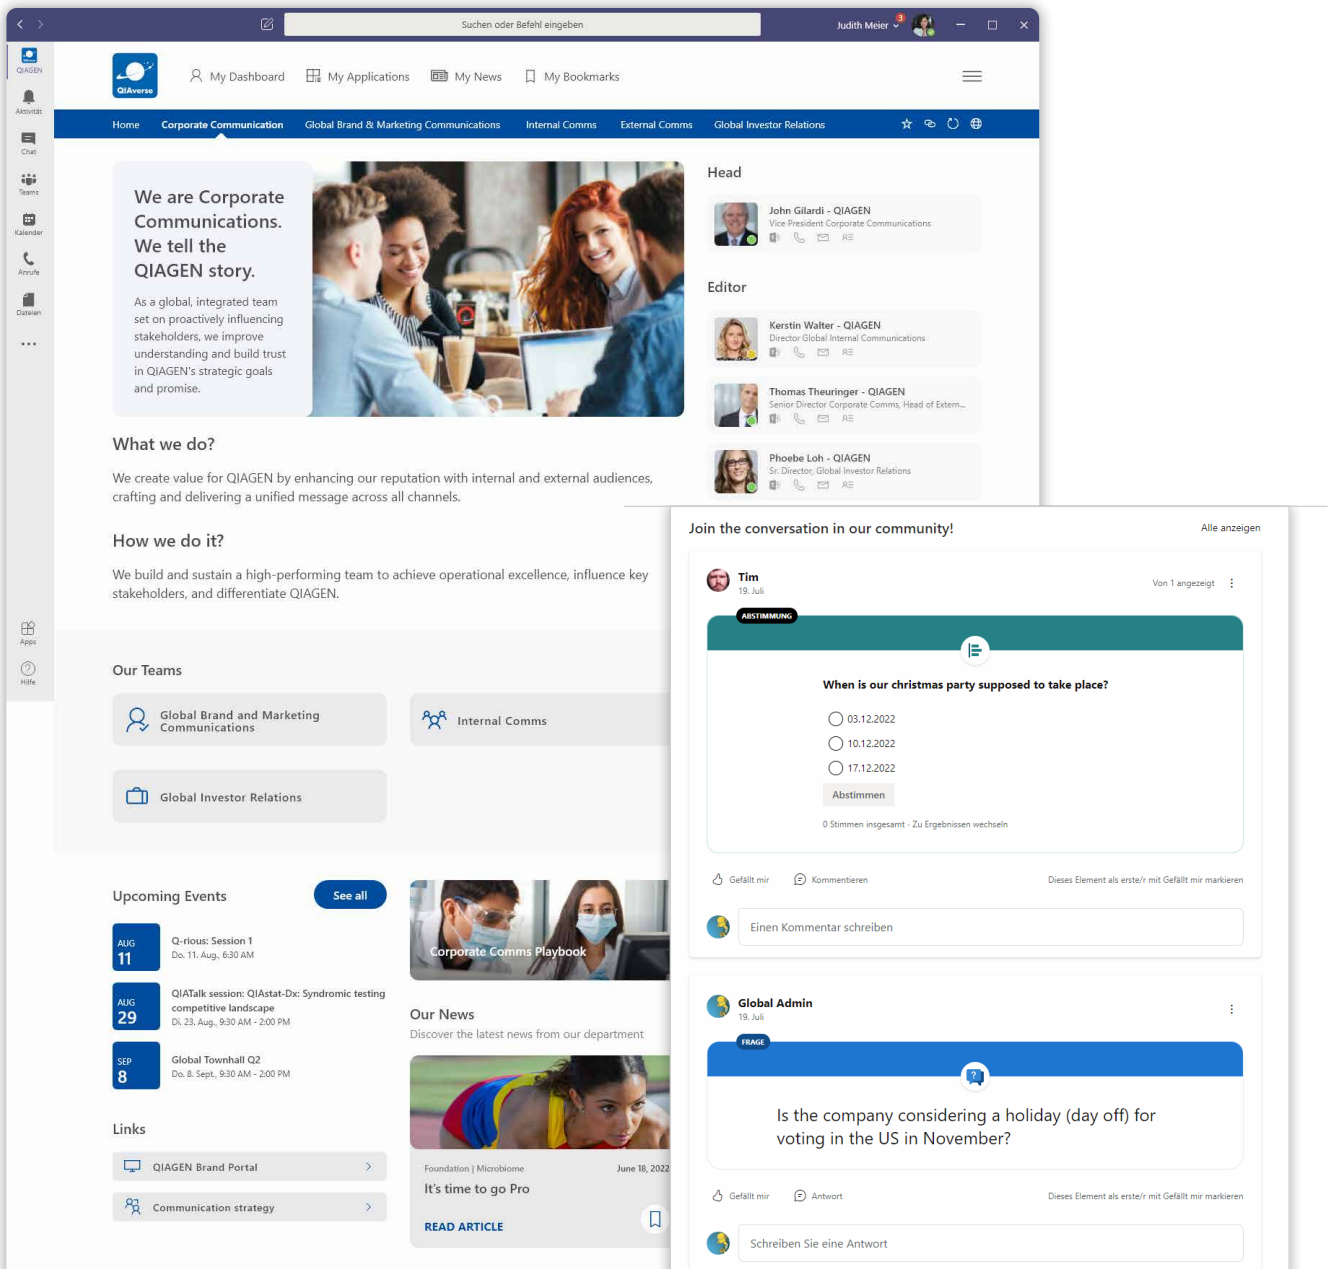 Suchen oder Befehl eingeben
Judith Meier
3
QIAGEN
Aktivität
Chat
Teams
Kalender
Anrufe
Dateien
Apps
Hilfe
QIAverse
My Dashboard
My Applications
My News
My Bookmarks
Home
Corporate Communication
Global Brand & Marketing Communications
Internal Comms
External Comms
Global Investor Relations
We are Corporate
Communications.
We tell the
QIAGEN story.
As a global, integrated team
set on proactively influencing
stakeholders, we improve
understanding and build trust
in QIAGEN's strategic goals
and promise.
Head
John Gilardi - QIAGEN
Vice President Corporate Communications
Editor
Kerstin Walter - QIAGEN
Director Global Internal Communications
Thomas Theuringer - QIAGEN
Senior Director Corporate Comms, Head of Extern...
Phoebe Loh - QIAGEN
Sr. Director, Global Investor Relations
What we do?
We create value for QIAGEN by enhancing our reputation with internal and external audiences,
crafting and delivering a unified message across all channels.
How we do it?
We build and sustain a high-performing team to achieve operational excellence, influence key
stakeholders, and differentiate QIAGEN.
Our Teams
Global Brand and Marketing
Communications
Internal Comms
Global Investor Relations
Upcoming Events
See all
AUG
11
Q-rious: Session 1
Do. 11. Aug., 6:30 AM
AUG
29
QIATalk session: QIAstat-Dx: Syndromic testing
competitive landscape
Di. 23. Aug., 9:30 AM - 2:00 PM
SEP
8
Global Townhall Q2
Do. 8. Sept., 9:30 AM - 2:00 PM
Links
QIAGEN Brand Portal
Communication strategy
Corporate Comms Playbook
Our News
Discover the latest news from our department
Foundation | Microbiome
June 18, 2022
It's time to go Pro
READ ARTICLE
Join the conversation in our community!
Alle anzeigen
Tim
19. Juli
Von 1 angezeigt
ABSTIMMUNG
When is our christmas party supposed to take place?
03.12.2022
10.12.2022
17.12.2022
Abstimmen
0 Stimmen insgesamt · Zu Ergebnissen wechseln
Gefällt mir
Kommentieren
Dieses Element als erste/r mit Gefällt mir markieren
Einen Kommentar schreiben
Global Admin
19. Juli
FRAGE
Is the company considering a holiday (day off) for
voting in the US in November?
Gefällt mir
Antwort
Dieses Element als erste/r mit Gefällt mir markieren
Schreiben Sie eine Antwort